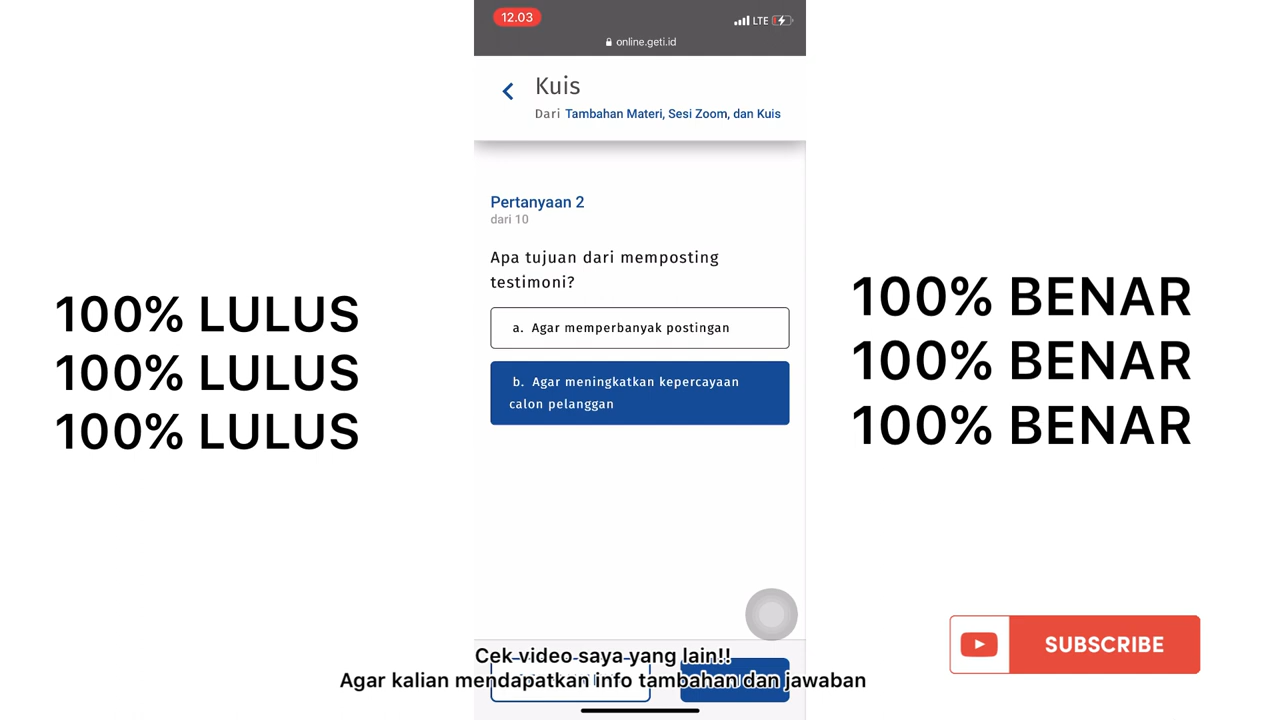 12.03
LTE
online.geti.id
Kuis
Dari Tambahan Materi, Sesi Zoom, dan Kuis
Pertanyaan 2
dari 10
Apa tujuan dari memposting
testimoni?
a. Agar memperbanyak postingan
b. Agar meningkatkan kepercayaan
calon pelanggan
100% LULUS
100% LULUS
100% LULUS
100% BENAR
100% BENAR
100% BENAR
SUBSCRIBE
Cek video saya yang lain!!
Agar kalian mendapatkan info tambahan dan jawaban